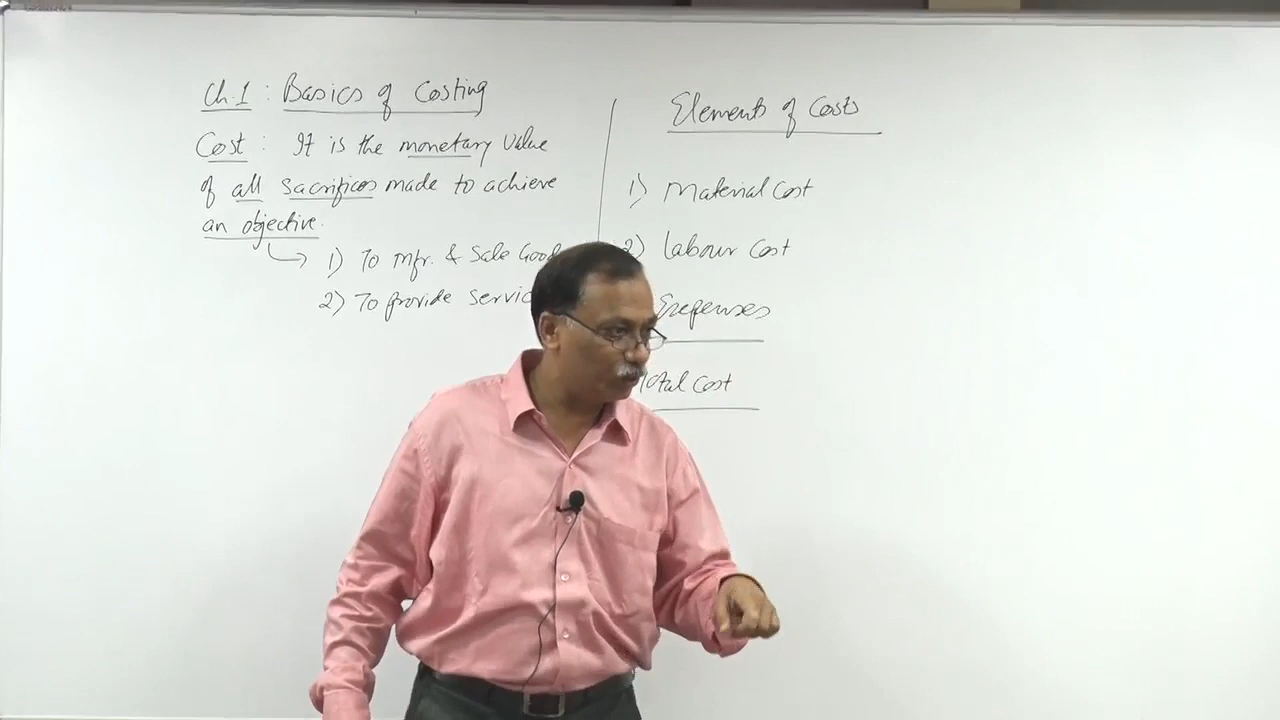 Ch.1 : Basics of Costing
Cost : It is the monetary value
of all sacrifices made to achieve
an objective.
1) To Mfr. & Sale
2) To provide
Elements of Costs
1) Material Cost
2) Labour Cost
Expenses
Total Cost